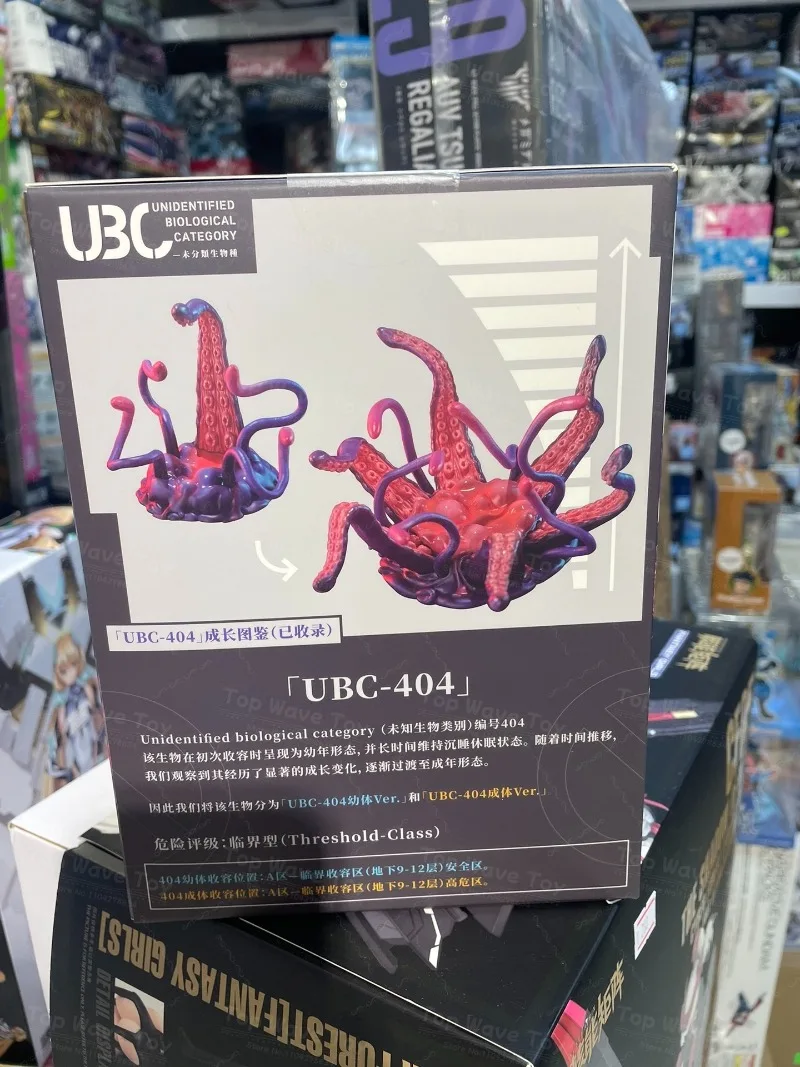 UBC
UNIDENTIFIED
BIOLOGICAL
CATEGORY
—未分類生物種
AUV TSU
REGALIA
「UBC-404」成长图鉴(已收录)
「UBC-404」
Unidentified biological category (未知生物类别)编号404
该生物在初次收容时呈现为幼年形态, 并长时间维持沉睡休眠状态。随着时间推移,
我们观察到其经历了显著的成长变化, 逐渐过渡至成年形态。
因此我们将该生物分为「UBC-404幼体Ver.」和「UBC-404成体Ver.」
危险评级:临界型(Threshold-Class)
404幼体收容位置:A区—临界收容区(地下9-12层)安全区。
404成体收容位置:A区—临界收容区(地下9-12层)高危区。
FOREST[FANTASY GIRLS]
Top Wave Toy